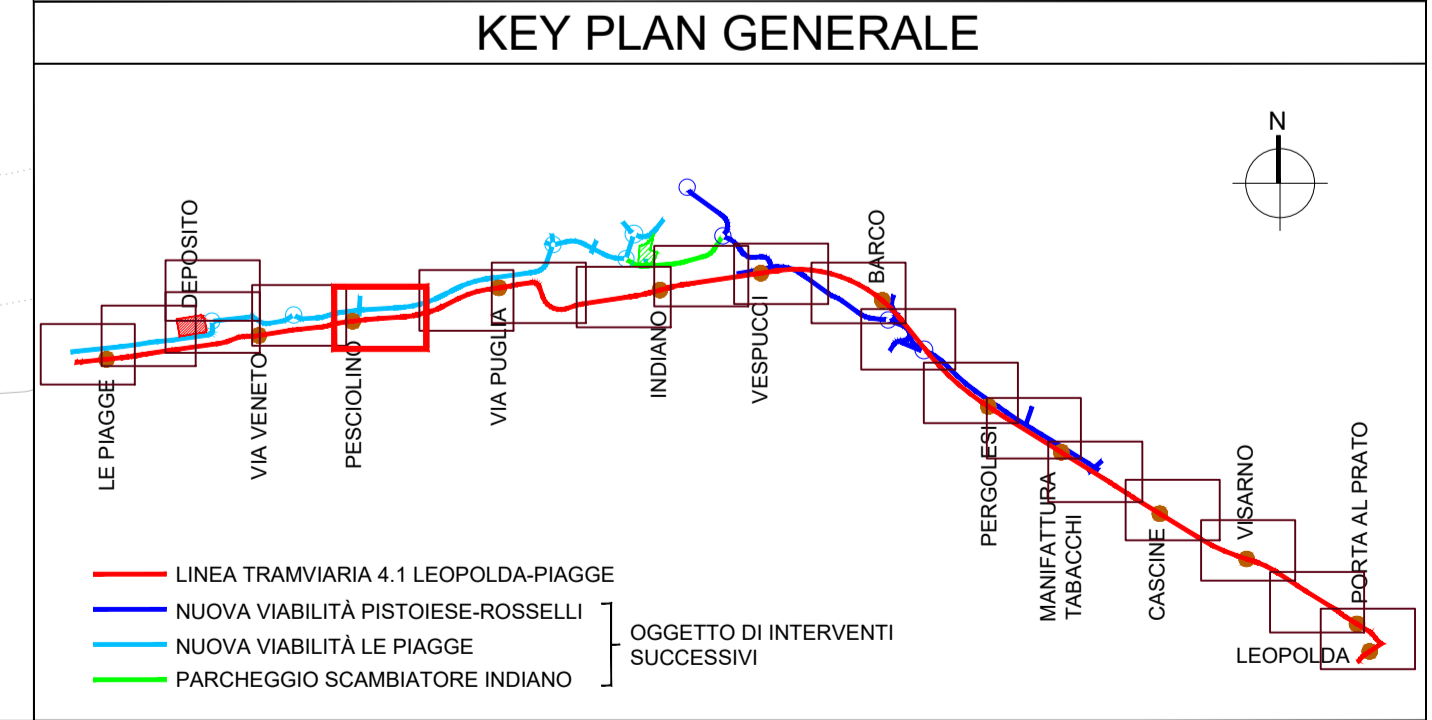 KEY PLAN GENERALE
N
DEPOSITO
BARCO
LE PIAGGE
VIA VENETO
PESCIOLINO
VIA PUGLIA
INDIANO
VESPUCCI
PERGOLESI
MANIFATTURA
TABACCHI
CASCINE
VISARNO
PORTA AL PRATO
LEOPOLDA
LINEA TRAMVIARIA 4.1 LEOPOLDA-PIAGGE
NUOVA VIABILITÀ PISTOIESE-ROSSELLI
NUOVA VIABILITÀ LE PIAGGE
PARCHEGGIO SCAMBIATORE INDIANO
OGGETTO DI INTERVENTI
SUCCESSIVI